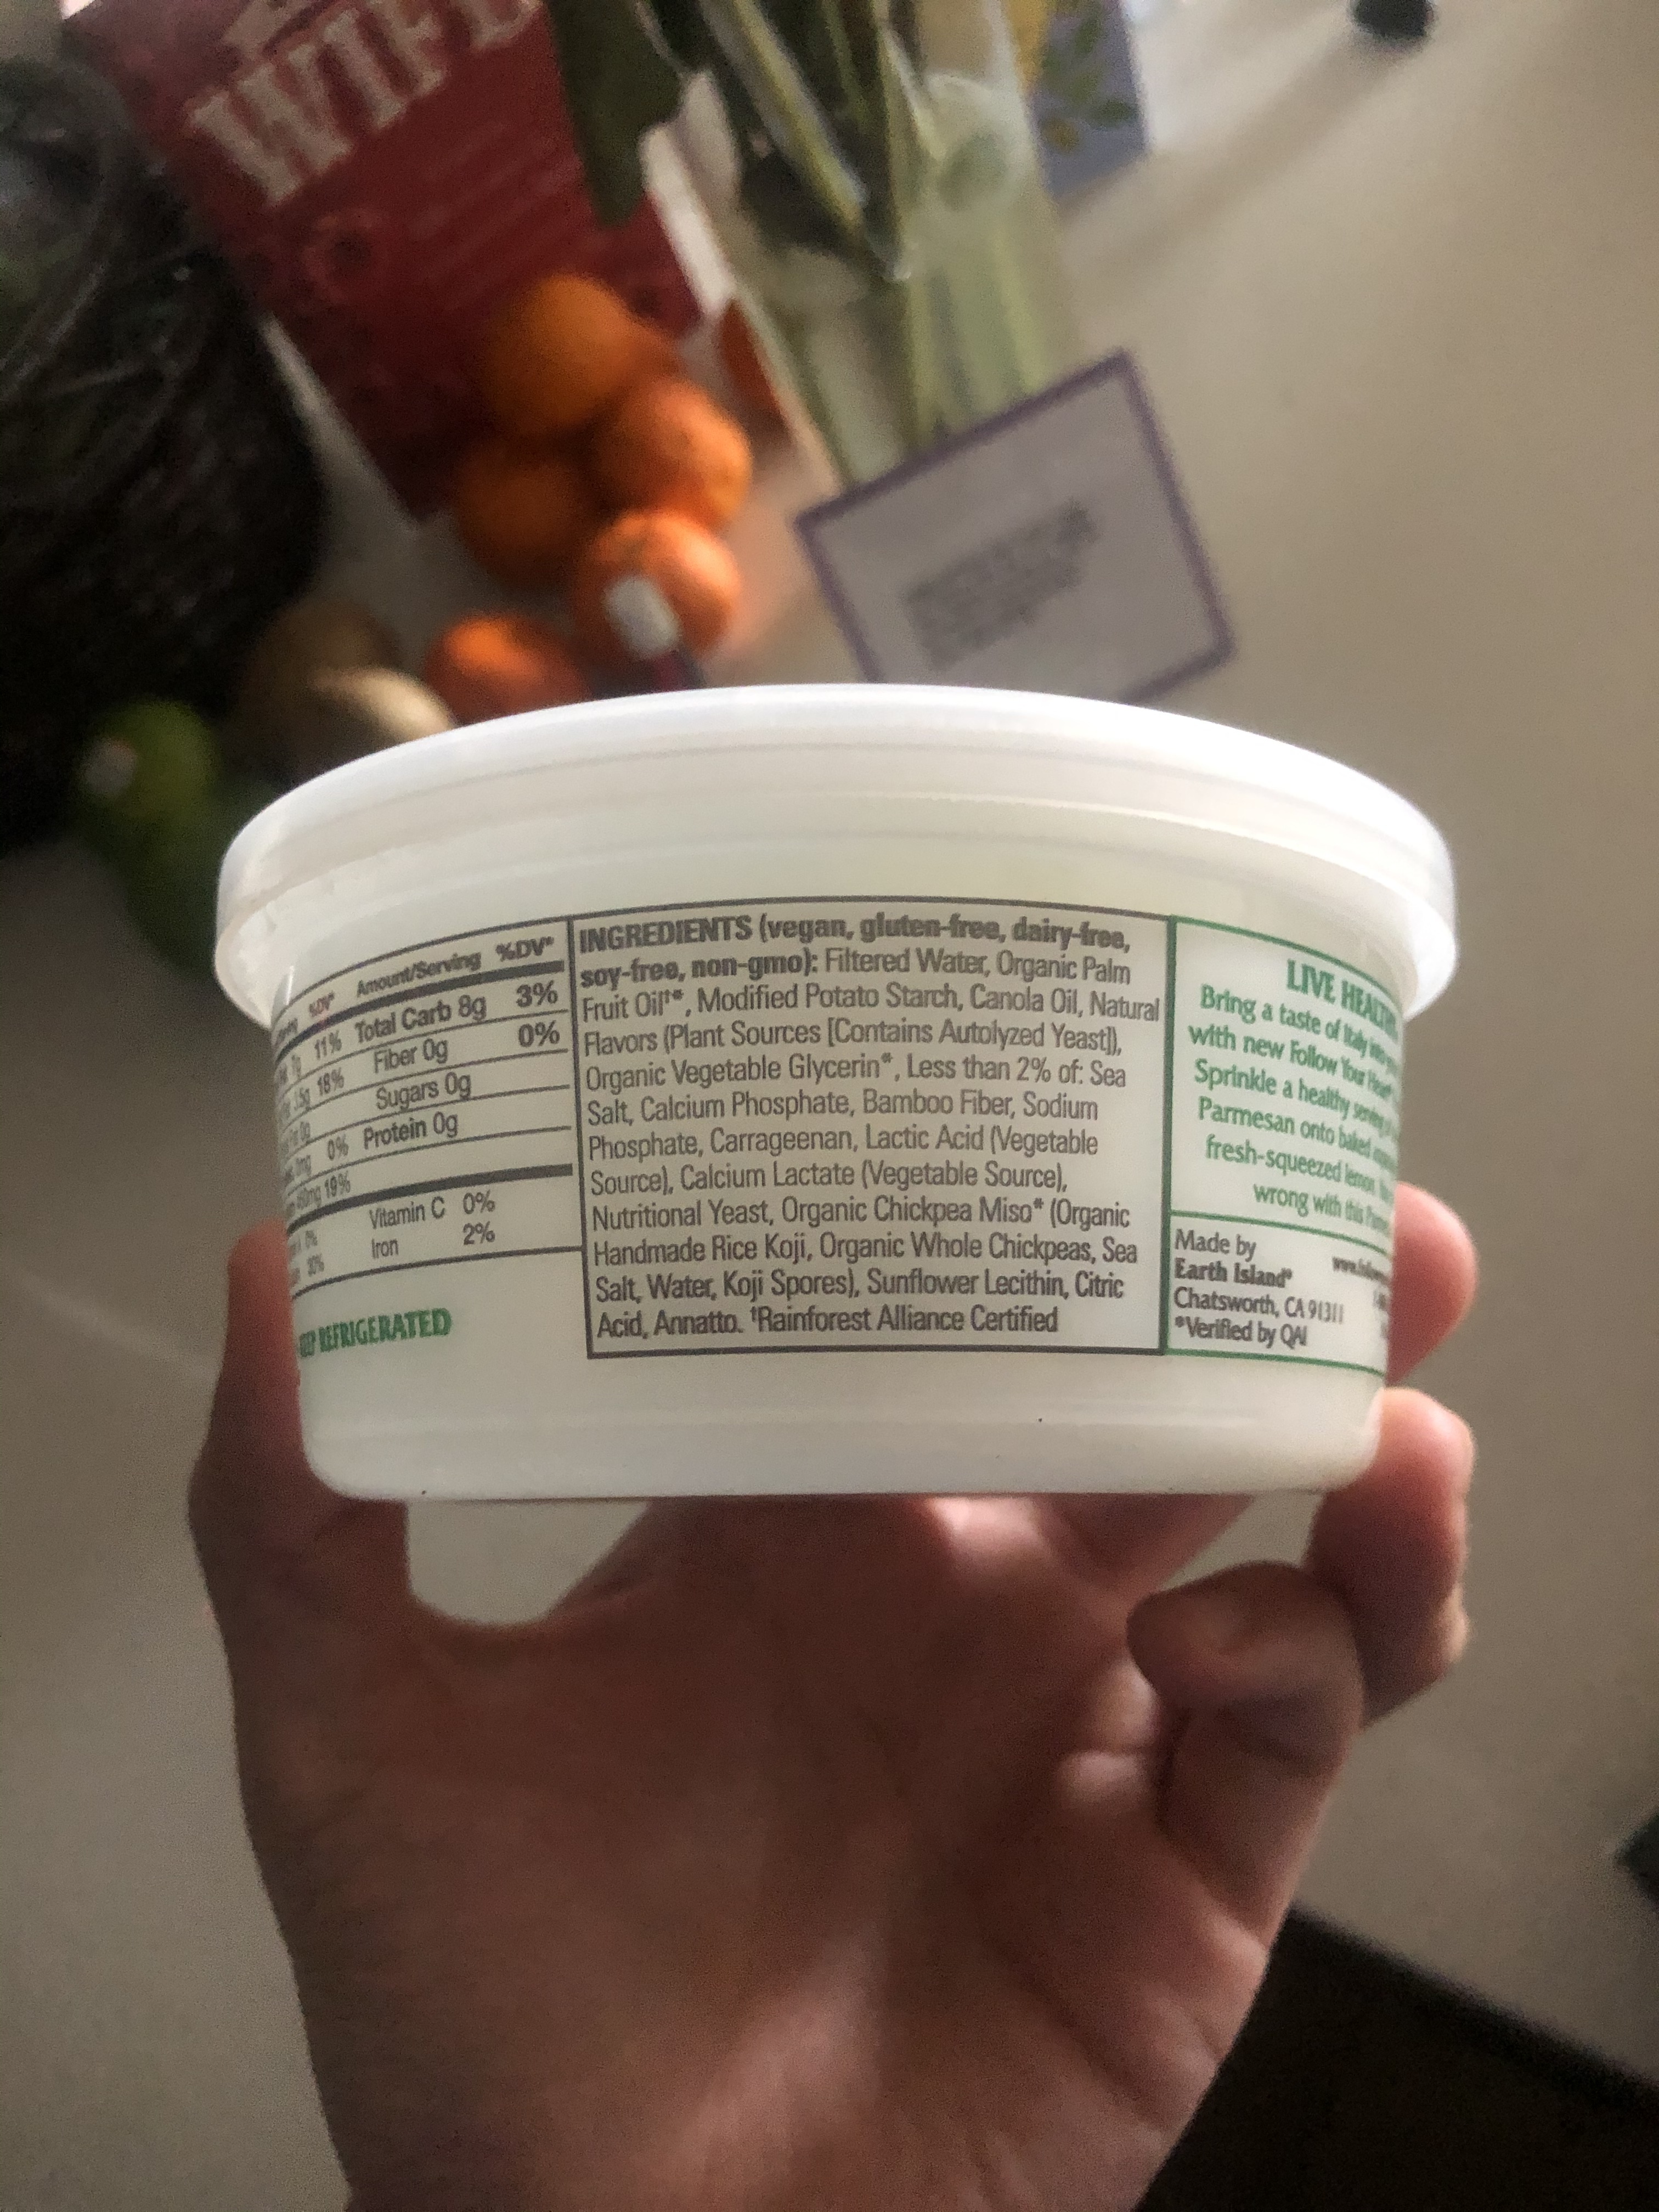 WIFE
%DV* Amount/Serving %DV*
11% Total Carb 8g 3%
18% Fiber 0g 0%
Sugars 0g
0% Protein 0g
19%
Vitamin C 0%
10% Iron 2%
REFRIGERATED
INGREDIENTS (vegan, gluten-free, dairy-free,
soy-free, non-gmo): Filtered Water, Organic Palm
Fruit Oil†*, Modified Potato Starch, Canola Oil, Natural
Flavors (Plant Sources [Contains Autolyzed Yeast]),
Organic Vegetable Glycerin*, Less than 2% of: Sea
Salt, Calcium Phosphate, Bamboo Fiber, Sodium
Phosphate, Carrageenan, Lactic Acid (Vegetable
Source), Calcium Lactate (Vegetable Source),
Nutritional Yeast, Organic Chickpea Miso* (Organic
Handmade Rice Koji, Organic Whole Chickpeas, Sea
Salt, Water, Koji Spores), Sunflower Lecithin, Citric
Acid, Annatto. †Rainforest Alliance Certified
LIVE
Bring a taste of Italy
with new Follow Your Heart
Sprinkle a healthy
Parmesan onto baked
fresh-squeezed lemon
wrong with this
Made by
Earth Island®
Chatsworth, CA 91311
*Verified by QAI